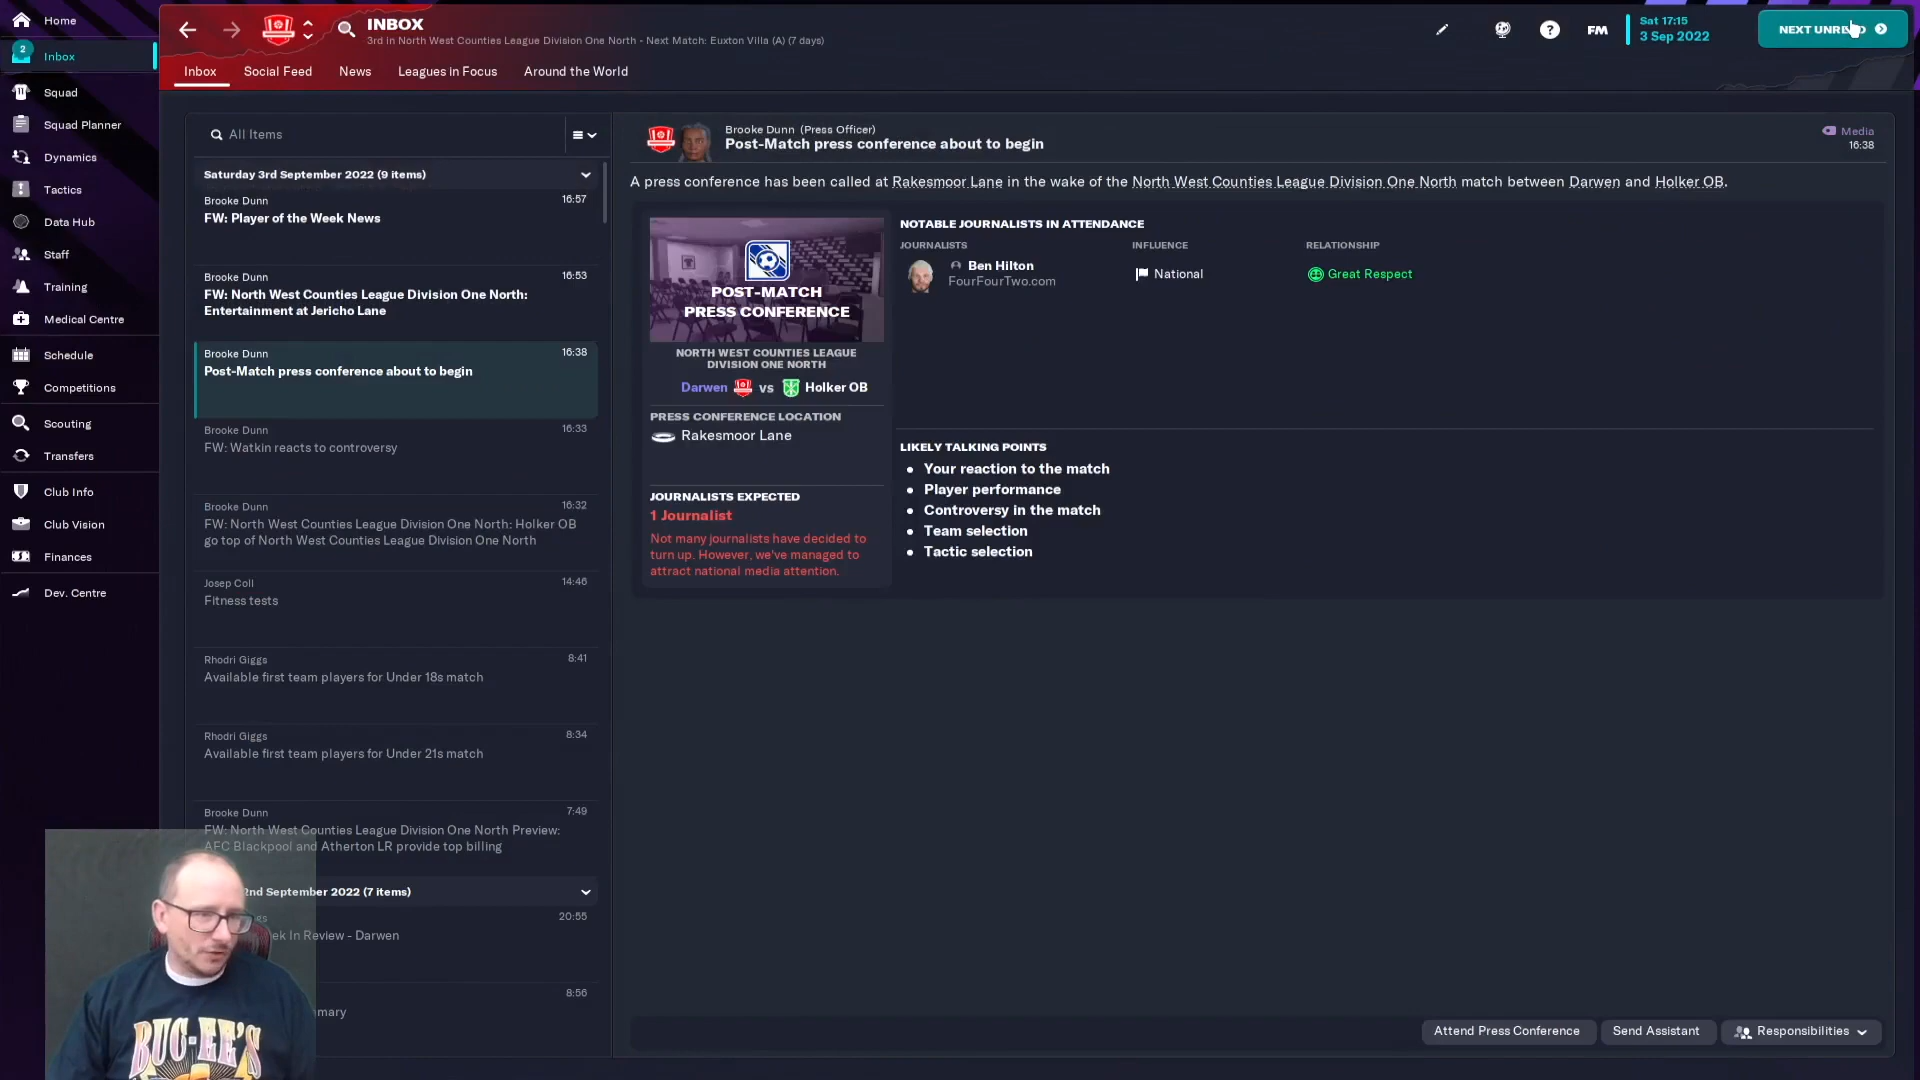 Home
2
Inbox
Squad
Squad Planner
Dynamics
Tactics
Data Hub
Staff
Training
Medical Centre
Schedule
Competitions
Scouting
Transfers
Club Info
Club Vision
Finances
Dev. Centre
INBOX
3rd in North West Counties League Division One North - Next Match: Euxton Villa (A) (7 days)
FM
Sat 17:15
3 Sep 2022
NEXT
Inbox Social Feed News Leagues in Focus Around the World
All Items
Saturday 3rd September 2022 (9 items)
Brooke Dunn 16:57
FW: Player of the Week News
Brooke Dunn 16:53
FW: North West Counties League Division One North:
Entertainment at Jericho Lane
Brooke Dunn 16:38
Post-Match press conference about to begin
Brooke Dunn 16:33
FW: Watkin reacts to controversy
Brooke Dunn 16:32
FW: North West Counties League Division One North: Holker OB
go top of North West Counties League Division One North
Josep Coll 14:46
Fitness tests
Rhodri Giggs 8:41
Available first team players for Under 18s match
Rhodri Giggs 8:34
Available first team players for Under 21s match
Brooke Dunn 7:49
FW: North West Counties League Division One North Preview:
AFC Blackpool and Atherton LR provide top billing
2nd September 2022 (7 items)
20:55
In Review - Darwen
8:56
BUC-EE'S
Brooke Dunn (Press Officer)
Post-Match press conference about to begin
Media
16:38
A press conference has been called at Rakesmoor Lane in the wake of the North West Counties League Division One North match between Darwen and Holker OB.
POST-MATCH
PRESS CONFERENCE
NORTH WEST COUNTIES LEAGUE
DIVISION ONE NORTH
Darwen vs Holker OB
PRESS CONFERENCE LOCATION
Rakesmoor Lane
JOURNALISTS EXPECTED
1 Journalist
Not many journalists have decided to
turn up. However, we've managed to
attract national media attention.
NOTABLE JOURNALISTS IN ATTENDANCE
JOURNALISTS INFLUENCE RELATIONSHIP
Ben Hilton National Great Respect
FourFourTwo.com
LIKELY TALKING POINTS
• Your reaction to the match
• Player performance
• Controversy in the match
• Team selection
• Tactic selection
Attend Press Conference Send Assistant Responsibilities